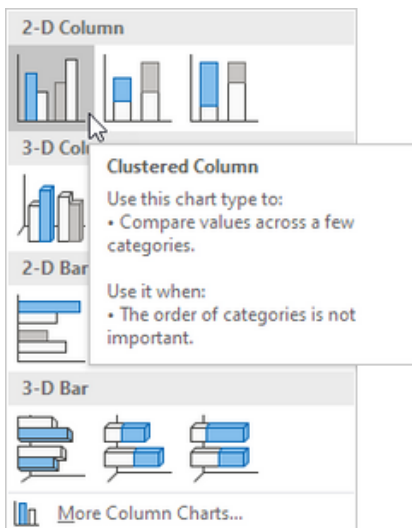 2-D Column
3-D Col
Clustered Column
Use this chart type to:
• Compare values across a few
categories.
Use it when:
• The order of categories is not
important.
2-D Bar
3-D Bar
More Column Charts...